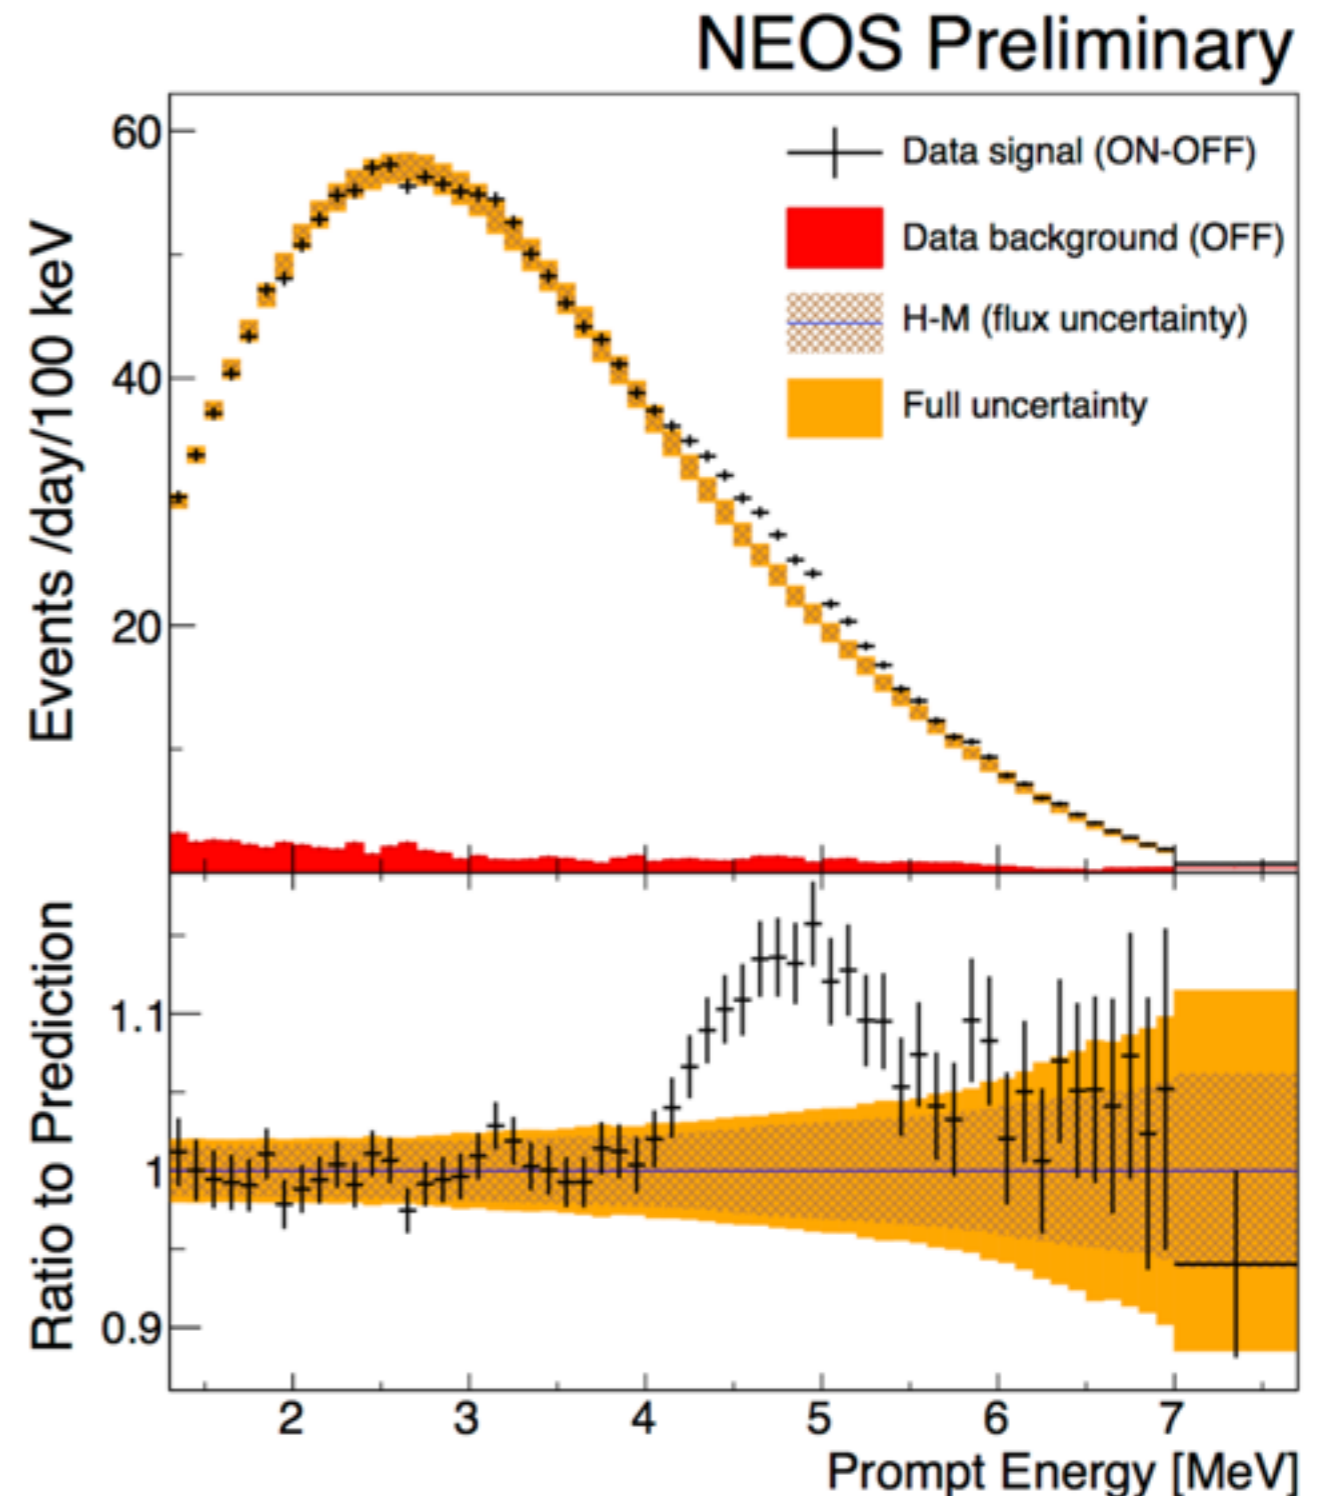 NEOS Preliminary
60
40
20
Events /day/100 keV
Data signal (ON-OFF)
Data background (OFF)
H-M (flux uncertainty)
Full uncertainty
1.1
1
0.9
Ratio to Prediction
2 3 4 5 6 7
Prompt Energy [MeV]